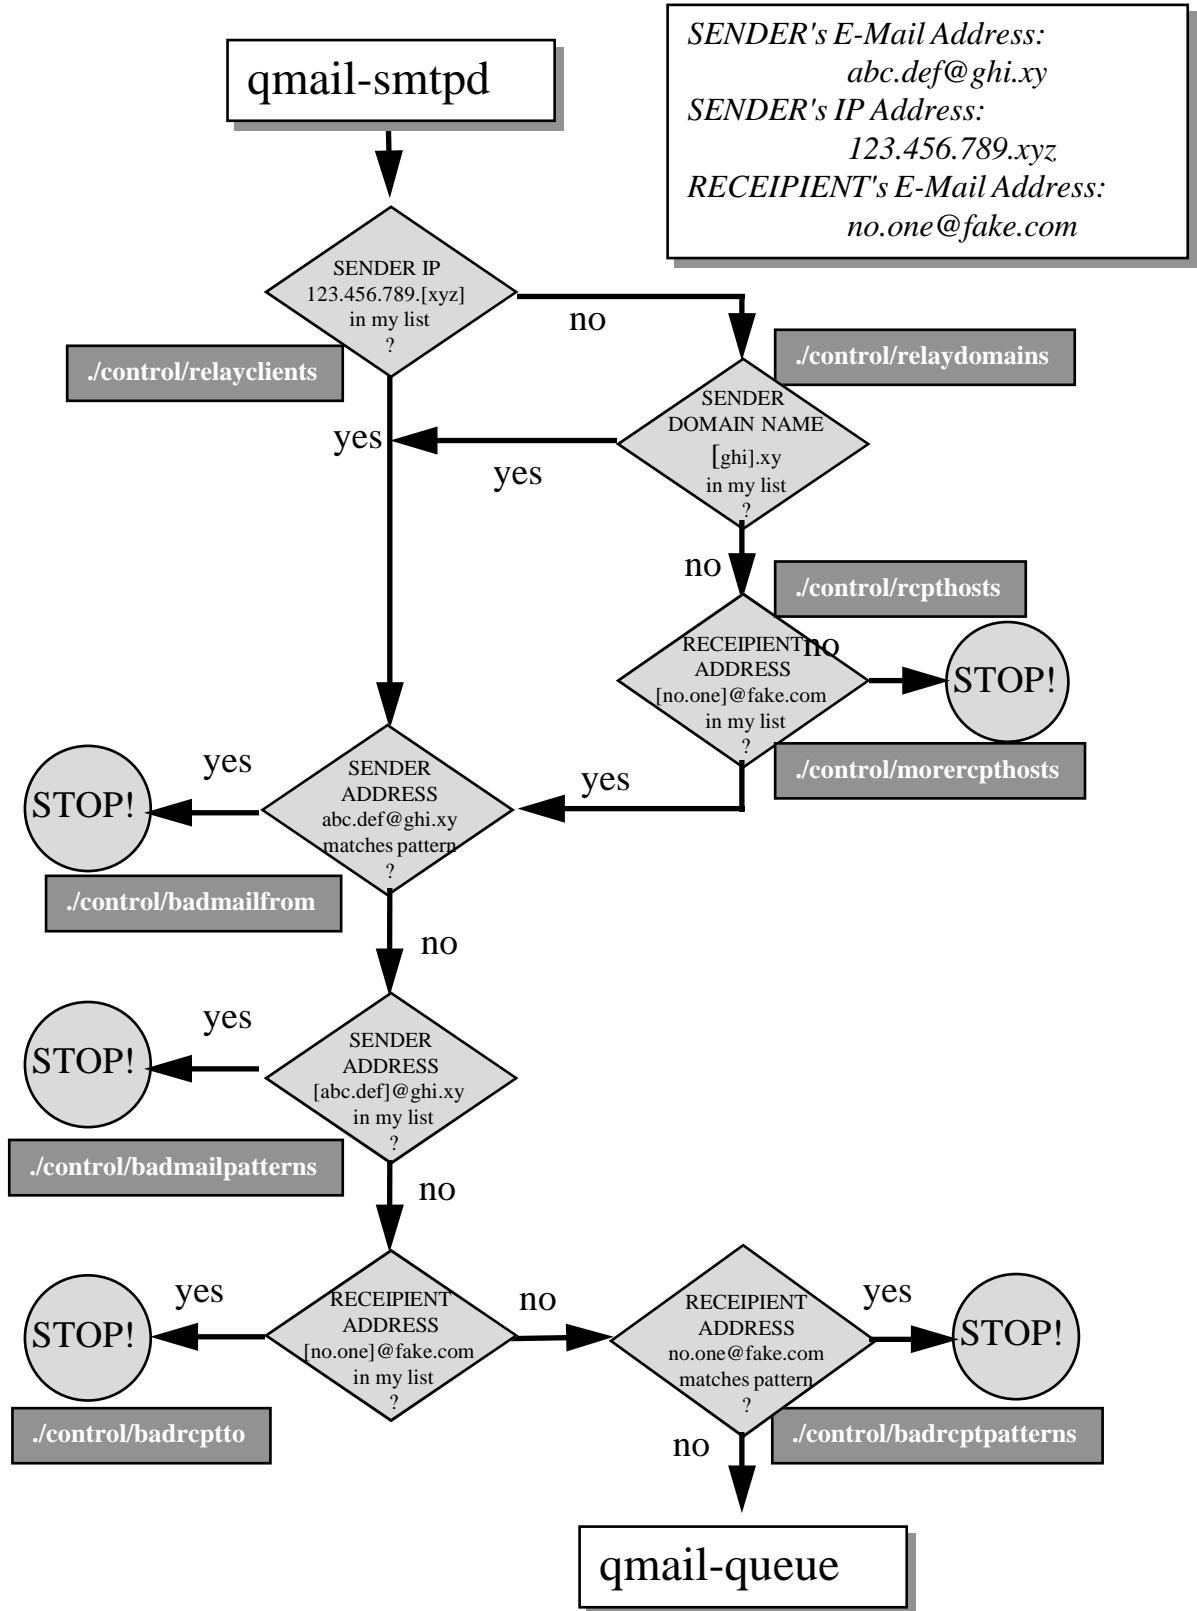 SENDER's E-Mail Address:
abc.def@ghi.xy
SENDER's IP Address:
123.456.789.xyz
RECEIPIENT's E-Mail Address:
no.one@fake.com
qmail-smtpd
SENDER IP
123.456.789.[xyz]
in my list
?
no
./control/relayclients
./control/relaydomains
SENDER
DOMAIN NAME
[ghi].xy
in my list
?
yes
yes
no
./control/rcpthosts
RECEIPIENT
ADDRESS
[no.one]@fake.com
in my list
?
no
STOP!
./control/morercpthosts
yes
SENDER
ADDRESS
abc.def@ghi.xy
matches pattern
?
yes
STOP!
./control/badmailfrom
no
SENDER
ADDRESS
[abc.def]@ghi.xy
in my list
?
yes
STOP!
./control/badmailpatterns
no
RECEIPIENT
ADDRESS
[no.one]@fake.com
in my list
?
yes
STOP!
./control/badrcptto
no
RECEIPIENT
ADDRESS
no.one@fake.com
matches pattern
?
yes
STOP!
./control/badrcptpatterns
no
qmail-queue